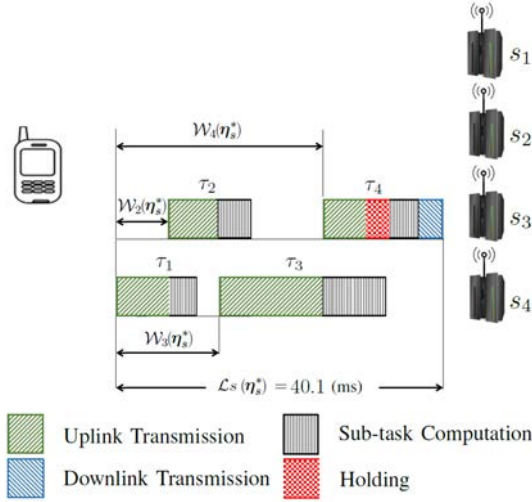 s₁
𝒲₄(η*ₛ)
s₂
τ₂
τ₄
𝒲₂(η*ₛ)
s₃
τ₁
τ₃
s₄
𝒲₃(η*ₛ)
ℒs (η*ₛ) = 40.1 (ms)
Uplink Transmission
Sub-task Computation
Downlink Transmission
Holding